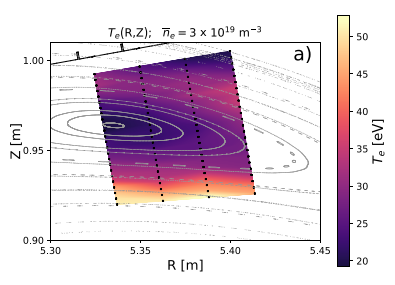 T_e(R,Z); n̅_e = 3 x 10^19 m^−3
a)
1.00
0.95
0.90
Z [m]
5.30 5.35 5.40 5.45
R [m]
50
45
40
35
30
25
20
T_e [eV]